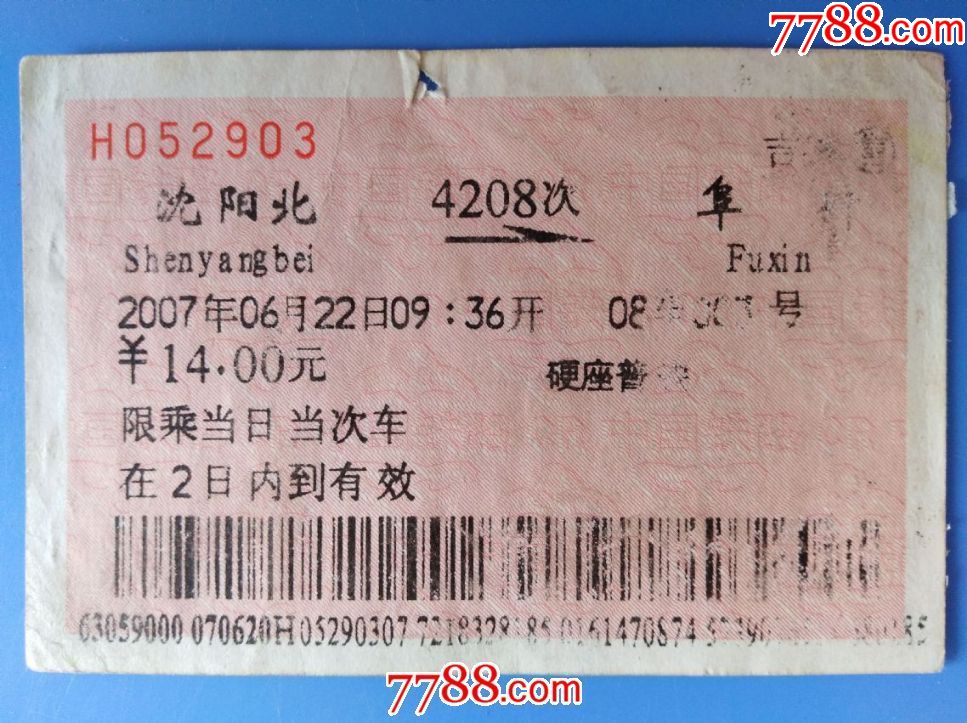 7788.com
H052903
沈阳北 4208次 阜
Shenyangbei Fuxin
2007年06月22日09:36开 08 号
￥14.00元
硬座普
限乘当日当次车
在2日内到有效
63059000 070620H05290307
7788.com